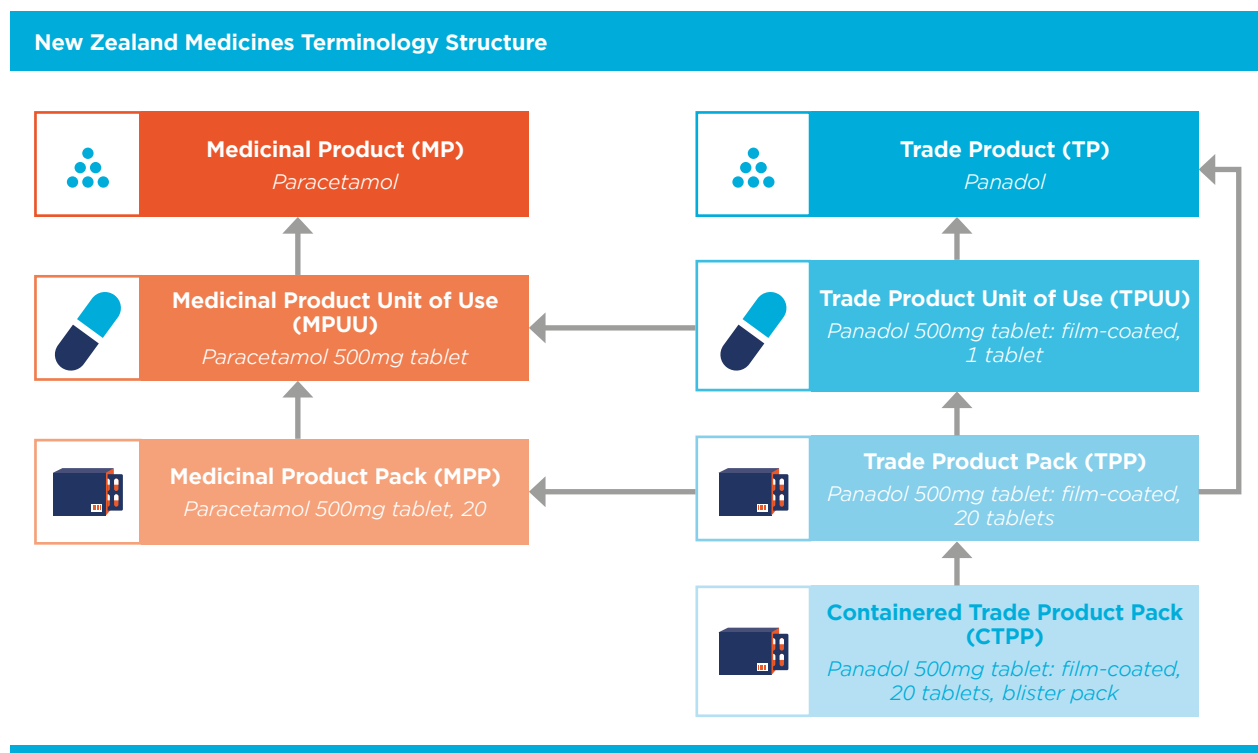 New Zealand Medicines Terminology Structure
Medicinal Product (MP)
Paracetamol
Trade Product (TP)
Panadol
Medicinal Product Unit of Use
(MPUU)
Paracetamol 500mg tablet
Trade Product Unit of Use (TPUU)
Panadol 500mg tablet: film-coated,
1 tablet
Medicinal Product Pack (MPP)
Paracetamol 500mg tablet, 20
Trade Product Pack (TPP)
Panadol 500mg tablet: film-coated,
20 tablets
Containered Trade Product Pack
(CTPP)
Panadol 500mg tablet: film-coated,
20 tablets, blister pack